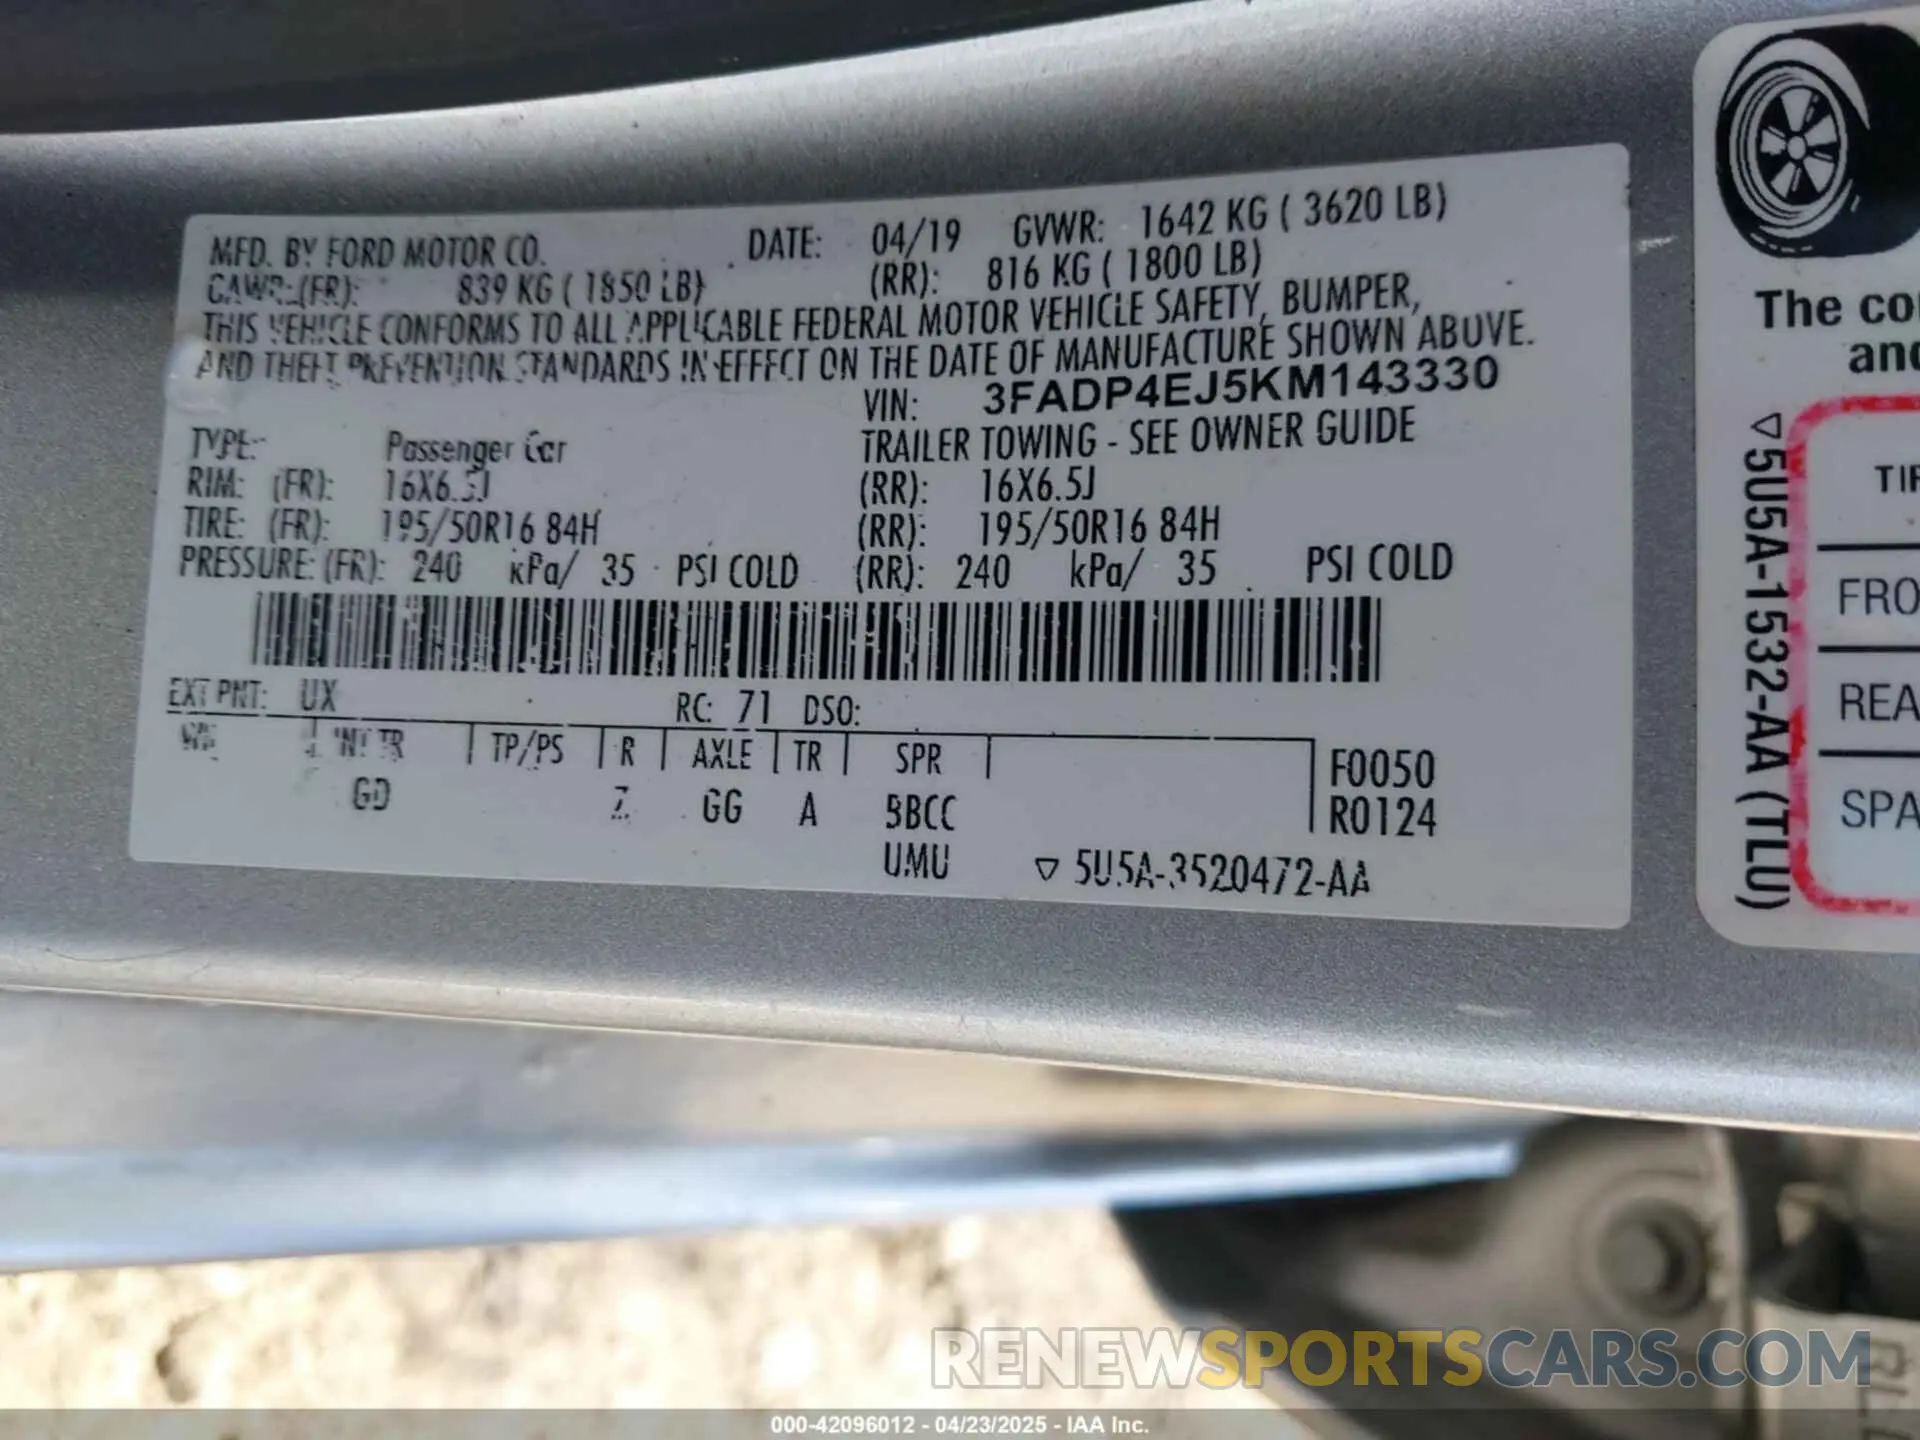 MFD. BY FORD MOTOR CO. DATE: 04/19 GVWR: 1642 KG ( 3620 LB)
GAWR: (FR): 839 KG ( 1850 LB) (RR): 816 KG ( 1800 LB)
THIS VEHICLE CONFORMS TO ALL APPLICABLE FEDERAL MOTOR VEHICLE SAFETY, BUMPER,
AND THEFT PREVENTION STANDARDS IN EFFECT ON THE DATE OF MANUFACTURE SHOWN ABOVE.
VIN: 3FADP4EJ5KM143330
TYPE: Passenger Car TRAILER TOWING - SEE OWNER GUIDE
RIM: (FR): 16X6.5J (RR): 16X6.5J
TIRE: (FR): 195/50R16 84H (RR): 195/50R16 84H
PRESSURE: (FR): 240 kPa/ 35 PSI COLD (RR): 240 kPa/ 35 PSI COLD
EXT PNT: UX RC: 71 DSO:
INT TR TP/PS R AXLE TR SPR F0050
GD GG A BBCC R0124
UMU ▽ 5U5A-3520472-AA
The co
and
▽5U5A-1532-AA (TLU)
TIR
FRO
REA
SPA
RENEWSPORTSCARS.COM
000-42096012 - 04/23/2025 - IAA Inc.